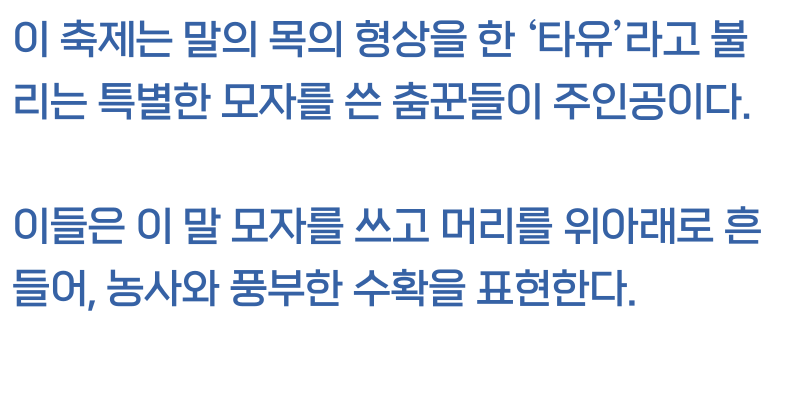 이 축제는 말의 목의 형상을 한 ‘타유’라고 불
리는 특별한 모자를 쓴 춤꾼들이 주인공이다.
이들은 이 말 모자를 쓰고 머리를 위아래로 흔
들어, 농사와 풍부한 수확을 표현한다.